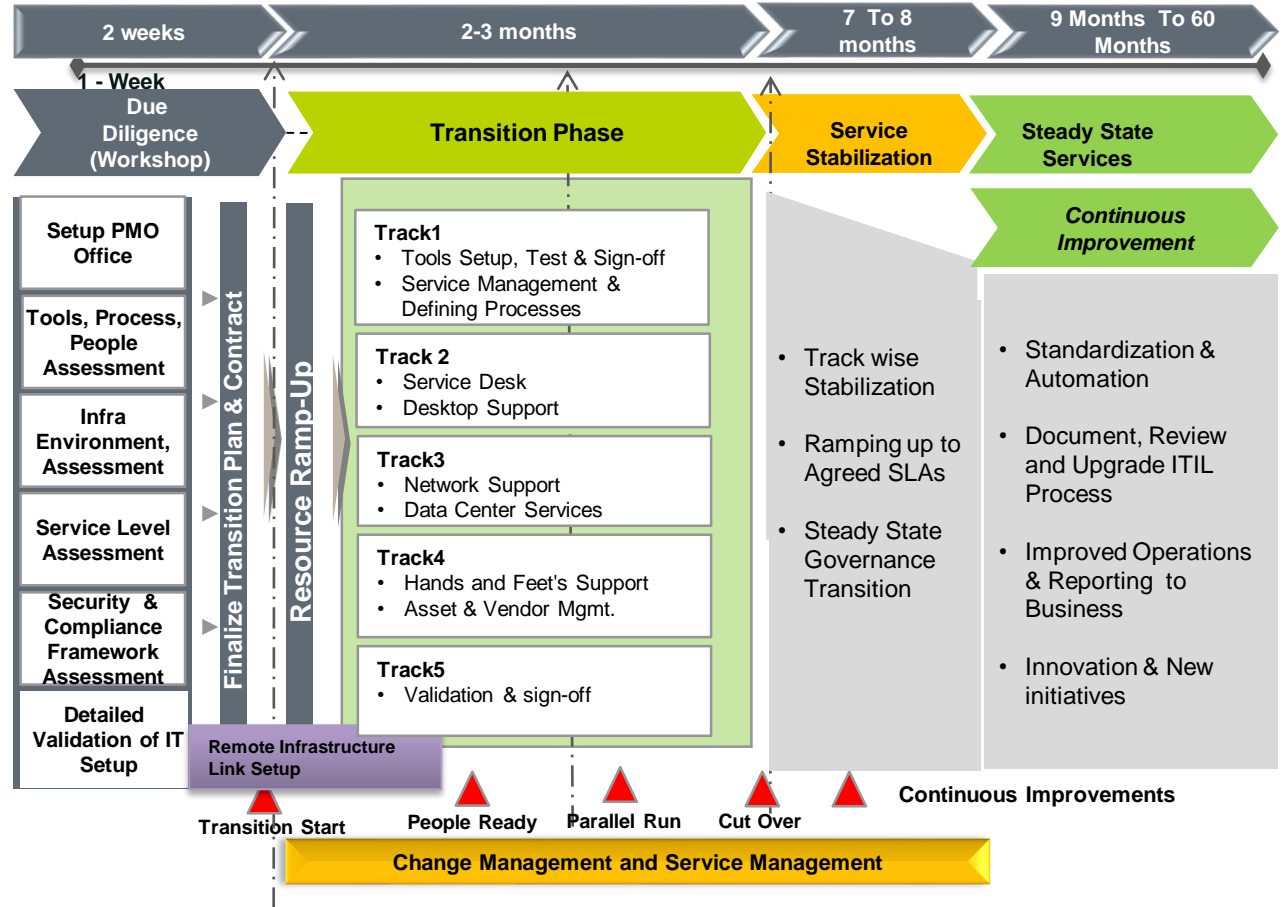 2 weeks
2-3 months
7 To 8
months
9 Months To 60
Months
1 - Week
Due
Diligence
(Workshop)
Transition Phase
Service
Stabilization
Steady State
Services
Continuous
Improvement
Setup PMO
Office
Tools, Process,
People
Assessment
Infra
Environment,
Assessment
Service Level
Assessment
Security & 
Compliance
Framework
Assessment
Detailed
Validation of IT
Setup
Finalize Transition Plan & Contract
Resource Ramp-Up
Track1
• Tools Setup, Test & Sign-off
• Service Management &
Defining Processes
Track 2
• Service Desk
• Desktop Support
Track3
• Network Support
• Data Center Services
Track4
• Hands and Feet's Support
• Asset & Vendor Mgmt.
Track5
• Validation & sign-off
• Track wise
Stabilization
• Ramping up to
Agreed SLAs
• Steady State
Governance
Transition
• Standardization &
Automation
• Document, Review
and Upgrade ITIL
Process
• Improved Operations
& Reporting to
Business
• Innovation & New
initiatives
Remote Infrastructure
Link Setup
Transition Start
People Ready
Parallel Run
Cut Over
Continuous Improvements
Change Management and Service Management